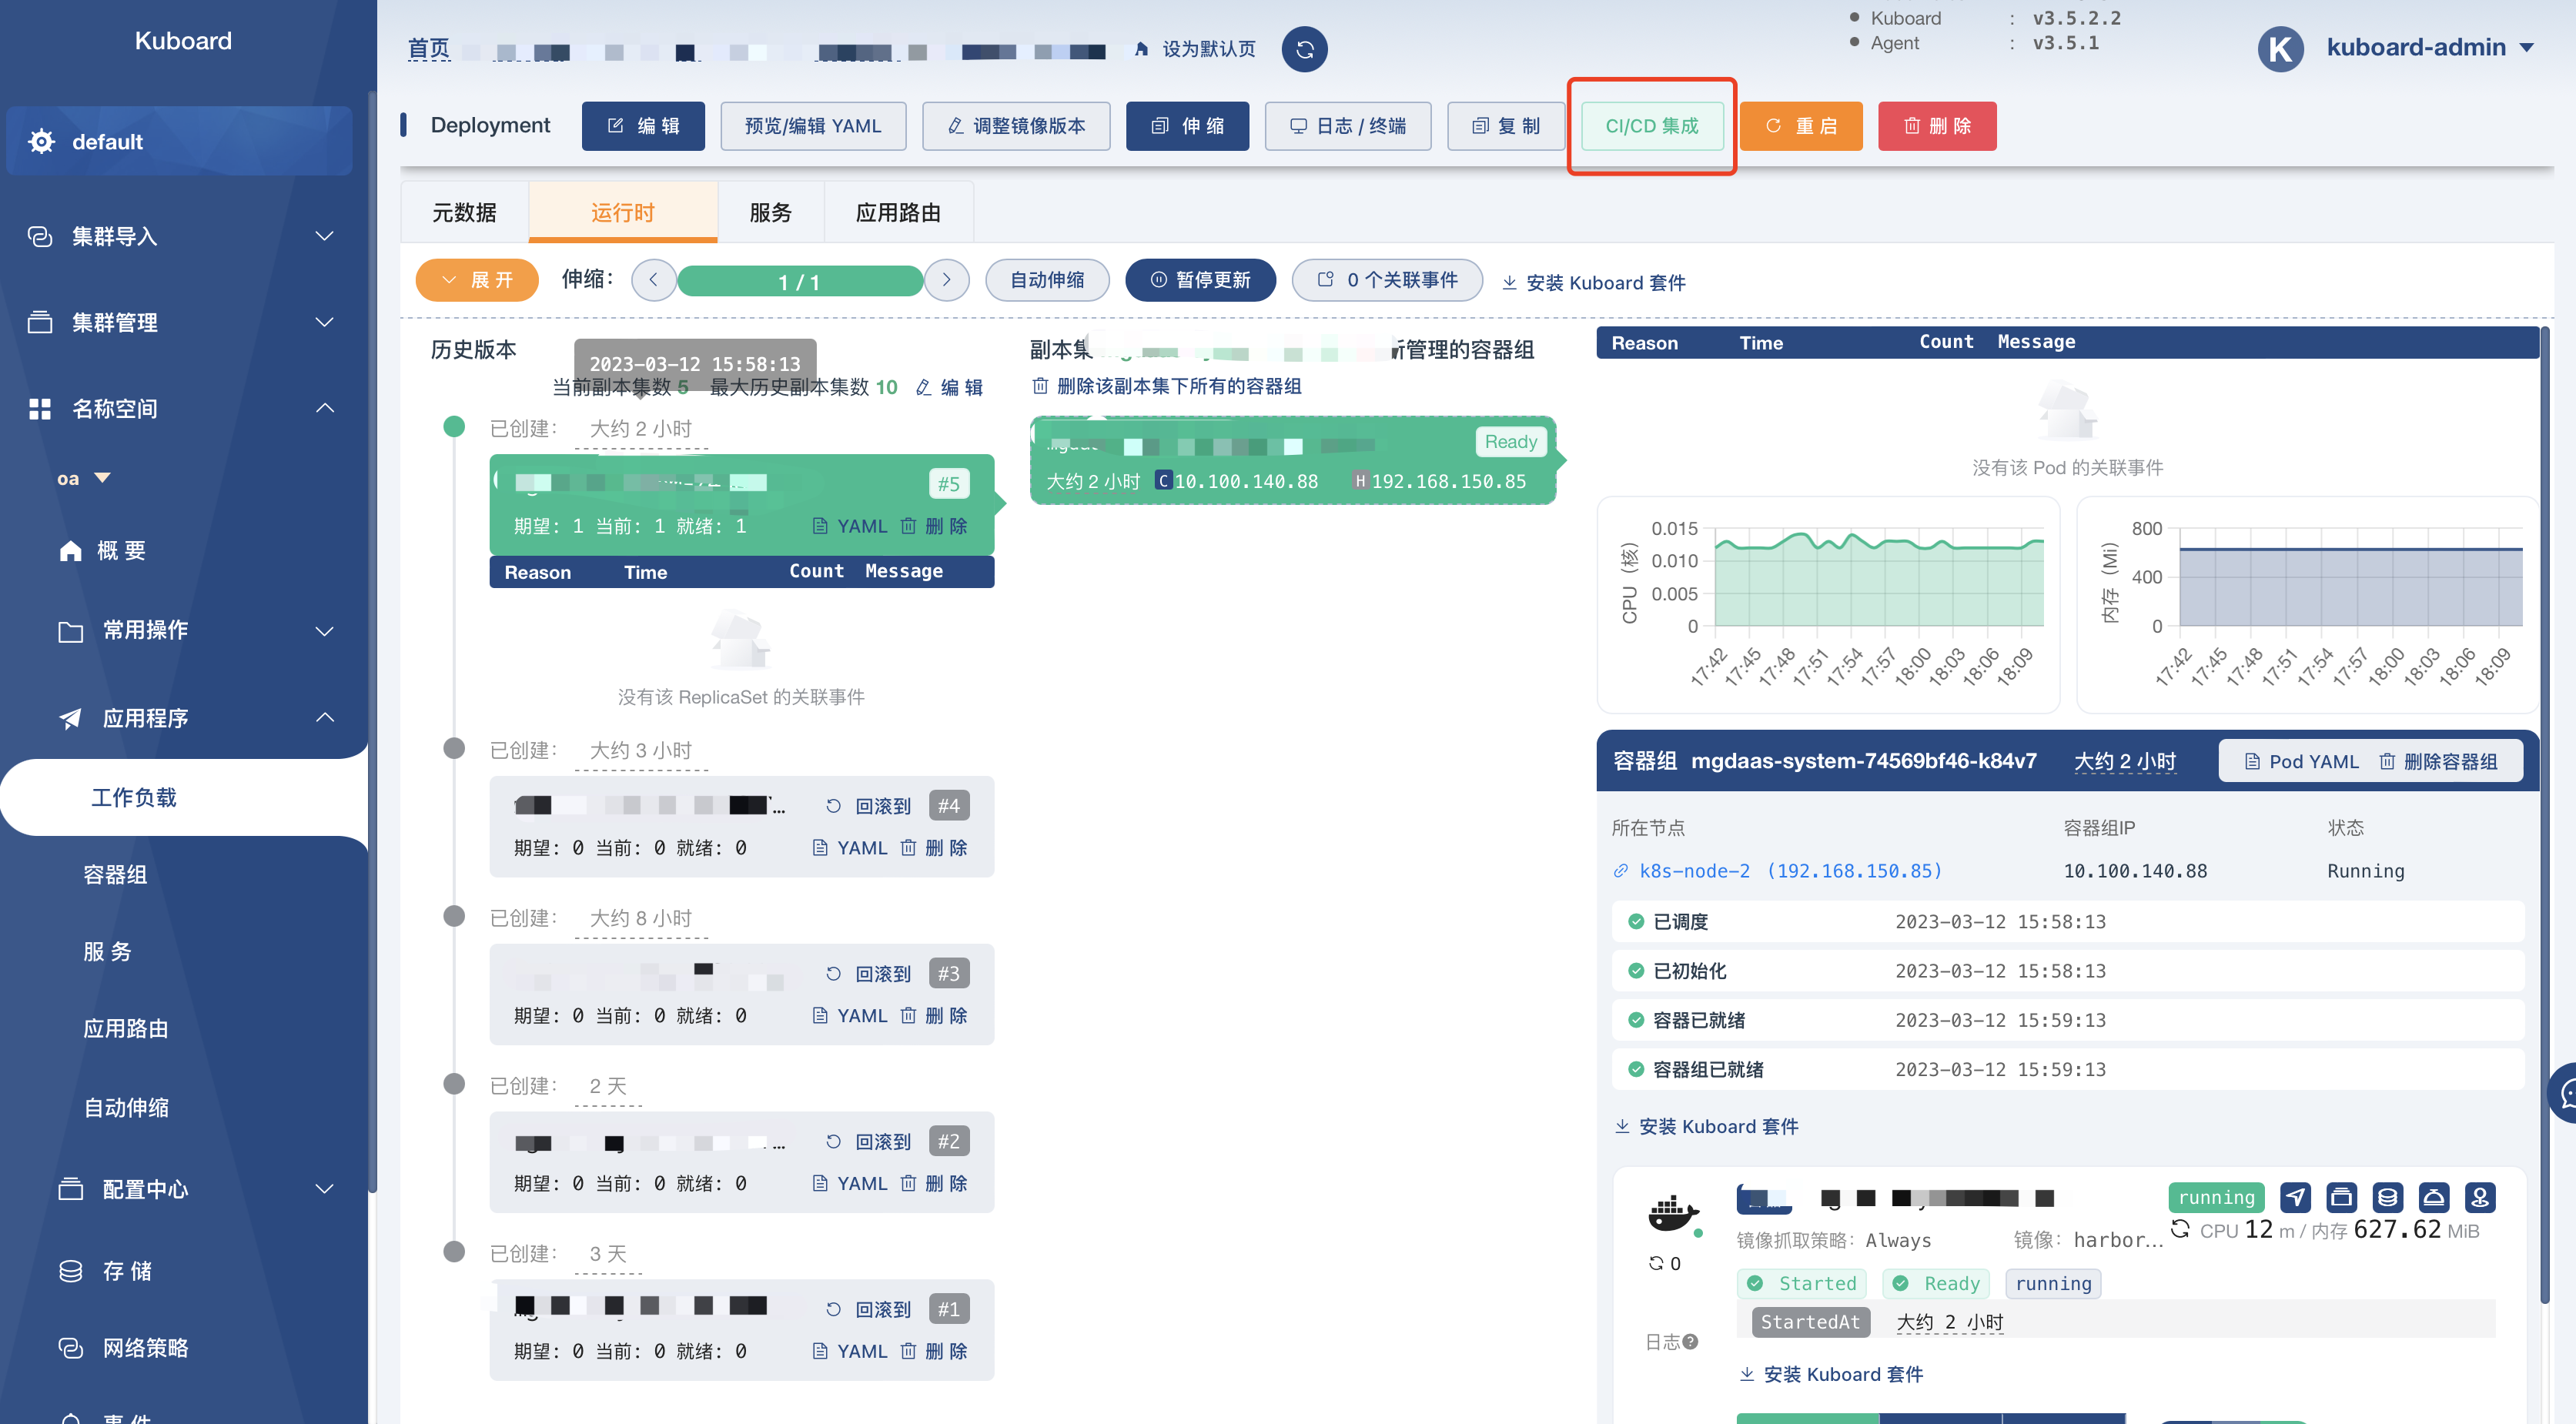 Kuboard
default
集群导入
集群管理
名称空间
oa
概 要
常用操作
应用程序
工作负载
容器组
服 务
应用路由
自动伸缩
配置中心
存 储
网络策略
事 件
首页
设为默认页
Kuboard : v3.5.2.2
Agent : v3.5.1
K kuboard-admin
Deployment 编 辑 预览/编辑 YAML 调整镜像版本 伸 缩 日志 / 终端 复 制 CI/CD 集成 重 启 删 除
元数据 运行时 服务 应用路由
展 开 伸缩： 1 / 1 自动伸缩 暂停更新 0 个关联事件 安装 Kuboard 套件
历史版本
2023-03-12 15:58:13
当前副本集数 5 最大历史副本集数 10 编 辑
已创建： 大约 2 小时
#5
期望: 1 当前: 1 就绪: 1 YAML 删 除
Reason Time Count Message
没有该 ReplicaSet 的关联事件
已创建： 大约 3 小时
... 回滚到 #4
期望: 0 当前: 0 就绪: 0 YAML 删 除
已创建： 大约 8 小时
回滚到 #3
期望: 0 当前: 0 就绪: 0 YAML 删 除
已创建： 2 天
... 回滚到 #2
期望: 0 当前: 0 就绪: 0 YAML 删 除
已创建： 3 天
回滚到 #1
期望: 0 当前: 0 就绪: 0 YAML 删 除
副本集 管理的容器组
删除该副本集下所有的容器组
Ready
大约 2 小时 C 10.100.140.88 H 192.168.150.85
Reason Time Count Message
没有该 Pod 的关联事件
CPU（核）
0.015
0.010
0.005
0
17:42 17:45 17:48 17:51 17:54 17:57 18:00 18:03 18:06 18:09
内存（Mi）
800
400
0
17:42 17:45 17:48 17:51 17:54 17:57 18:00 18:03 18:06 18:09
容器组 mgdaas-system-74569bf46-k84v7 大约 2 小时 Pod YAML 删除容器组
所在节点 容器组IP 状态
k8s-node-2 (192.168.150.85) 10.100.140.88 Running
已调度 2023-03-12 15:58:13
已初始化 2023-03-12 15:58:13
容器已就绪 2023-03-12 15:59:13
容器组已就绪 2023-03-12 15:59:13
安装 Kuboard 套件
running
镜像抓取策略: Always 镜像: harbor... CPU 12 m / 内存 627.62 MiB
0
Started Ready running
StartedAt 大约 2 小时
日志
安装 Kuboard 套件